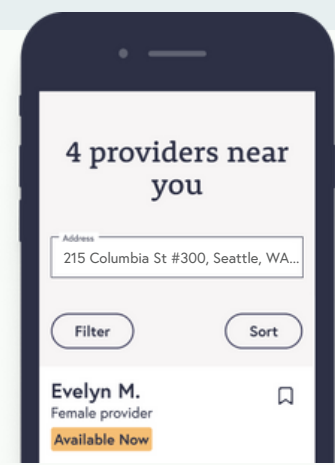 4 providers near
you
Address
215 Columbia St #300, Seattle, WA...
Filter
Sort
Evelyn M.
Female provider
Available Now